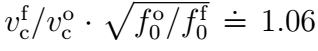 v_c^f/v_c^o · √(f_0^o/f_0^f) ≐ 1.06